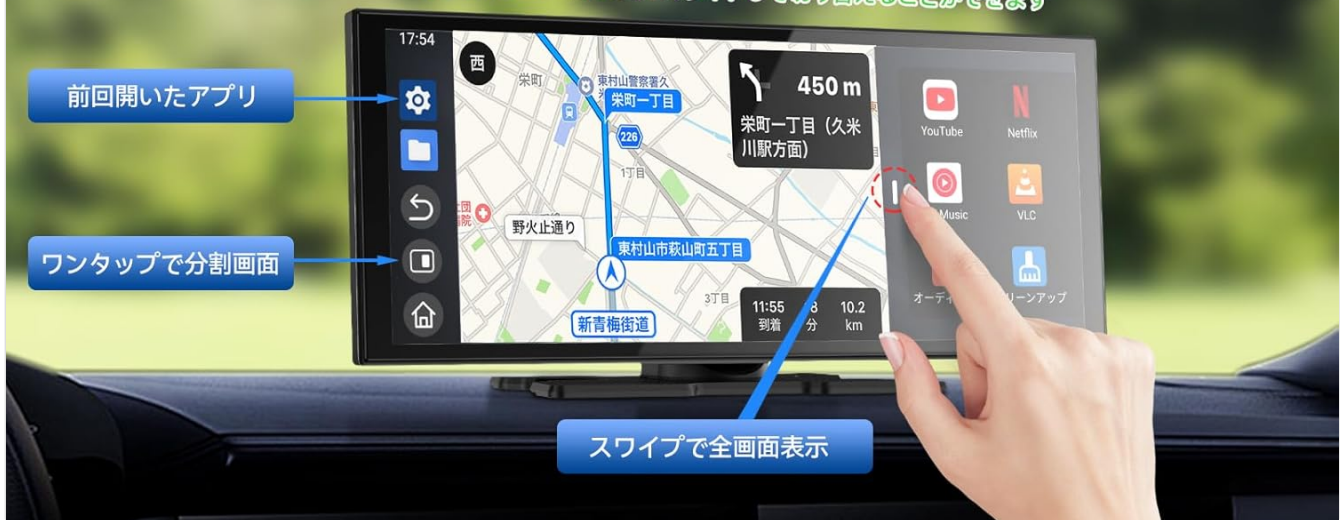 前回開いたアプリ
ワンタップで分割画面
スワイプで全画面表示
17:54
西
栄町
東村山警察署久
栄町一丁目
226
1丁目
野火止通り
東村山市萩山町五丁目
3丁目
新青梅街道
450 m
栄町一丁目（久米
川駅方面）
11:55
10.2
到着
分
km
YouTube
Netflix
Music
VLC
オーディ
リーンアップ